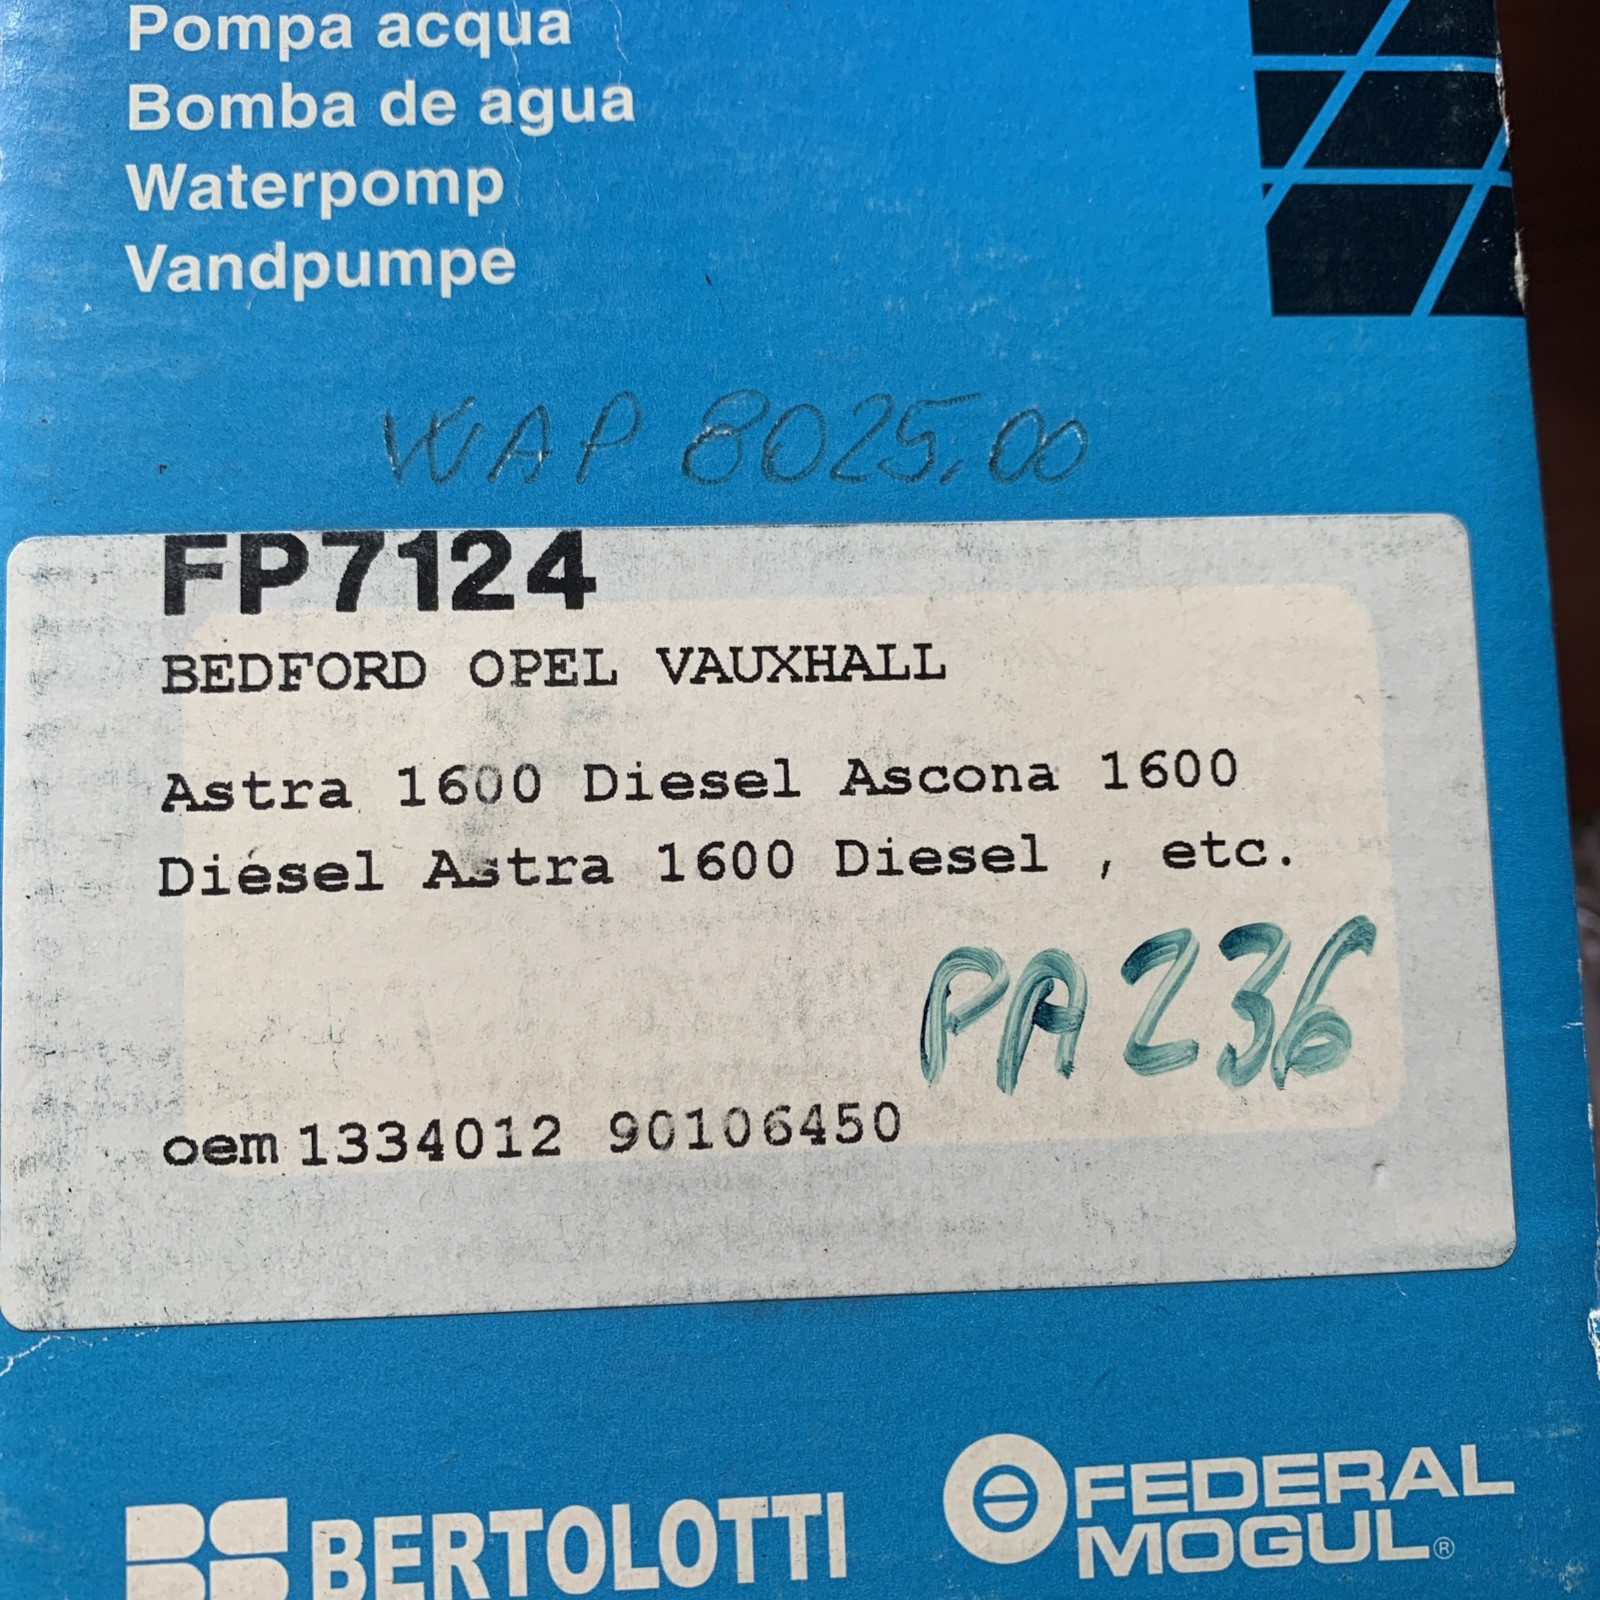 Pompa acqua
Bomba de agua
Waterpomp
Vandpumpe
WAP 8025.00
FP7124
BEDFORD OPEL VAUXHALL
Astra 1600 Diesel Ascona 1600
Diesel Astra 1600 Diesel , etc.
PA236
oem 1334012 90106450
BS BERTOLOTTI
FEDERAL
MOGUL®